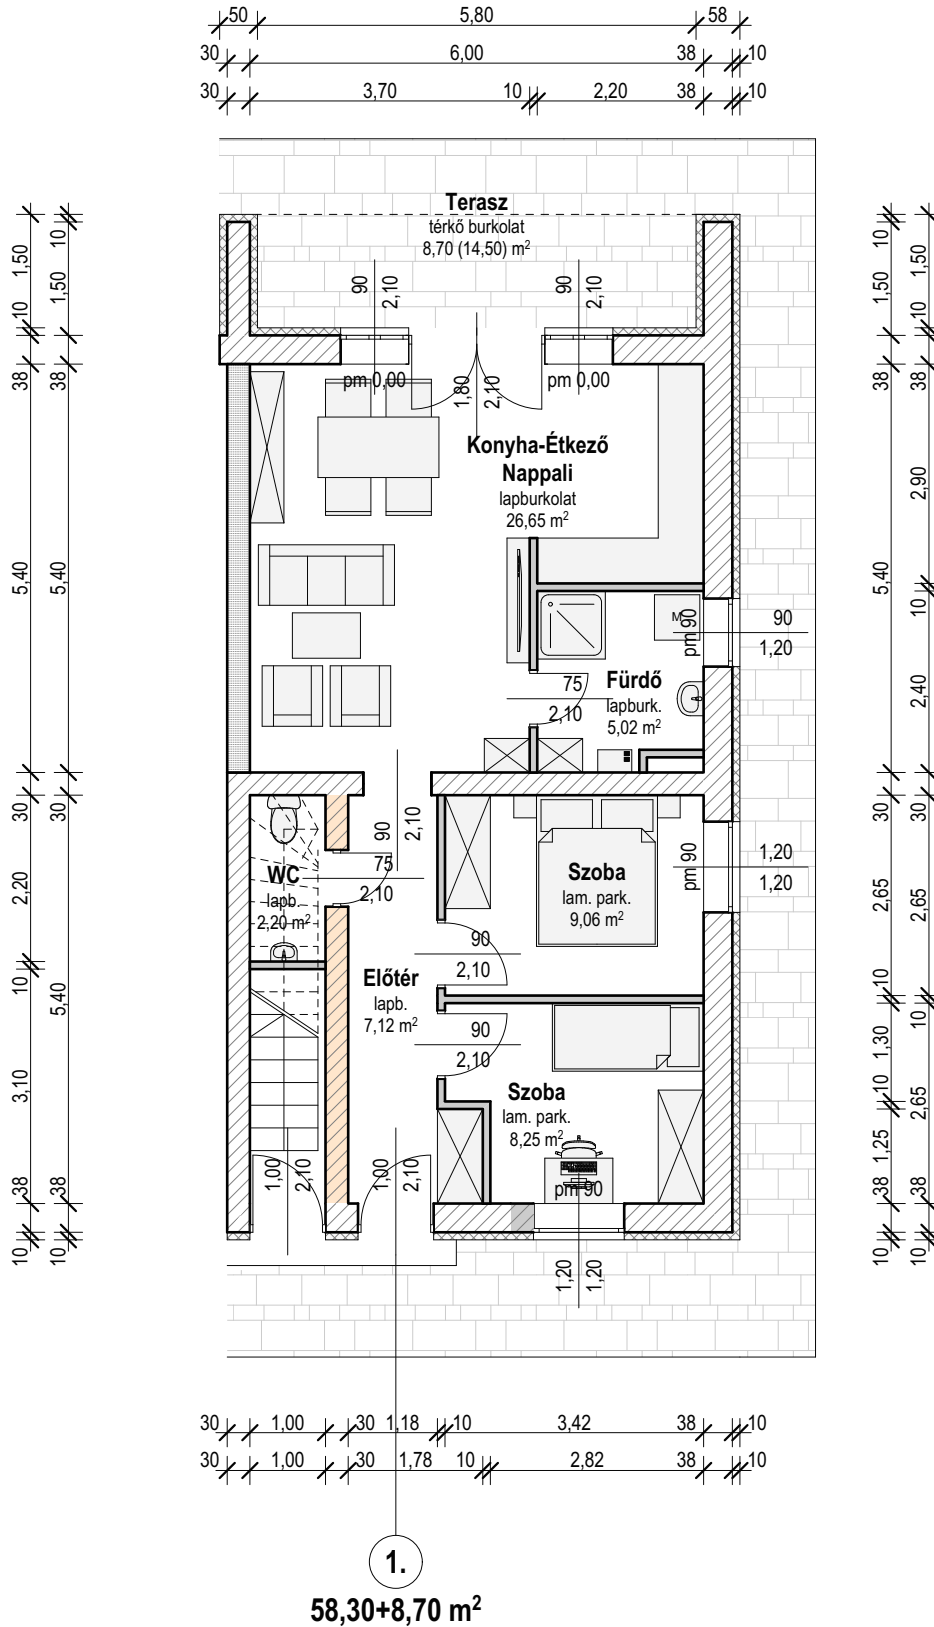 50 5,80 58
30 6,00 38 10
30 3,70 10 2,20 38 10
Terasz
térkő burkolat
8,70 (14,50) m²
90
2,10
90
2,10
pm 0,00
1,80
2,10
pm 0,00
Konyha-Étkező
Nappali
lapburkolat
26,65 m²
M
pm 90
90
1,20
Fürdő
lapburk.
5,02 m²
75
2,10
90
2,10
75
2,10
WC
lapb.
2,20 m²
Szoba
lam. park.
9,06 m²
pm 90
1,20
1,20
90
2,10
Előtér
lapb.
7,12 m²
90
2,10
Szoba
lam. park.
8,25 m²
pm 90
1,00
2,10
1,00
2,10
1,20
1,20
10 1,50 10 38 5,40 30 2,20 10 3,10 38 10
10 1,50 38 5,40 30 5,40 38 10
10 1,50 38 5,40 30 2,65 10 1,30 10 1,25 38 10
1,50 10 38 2,90 10 2,40 30 2,65 10 2,65 38 10
30 1,00 30 1,18 10 3,42 38 10
30 1,00 30 1,78 10 2,82 38 10
1.
58,30+8,70 m²